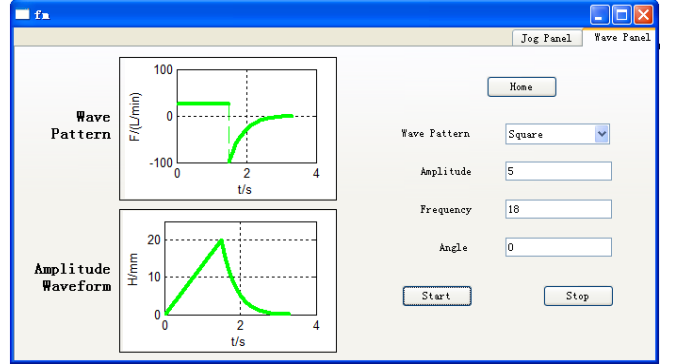 fm
Jog Panel
Wave Panel
Wave
Pattern
F/(L/min)
100
0
-100
0
2
4
t/s
Home
Wave Pattern
Square
Amplitude
5
Frequency
18
Angle
0
Start
Stop
Amplitude
Waveform
H/mm
20
10
0
0
2
4
t/s